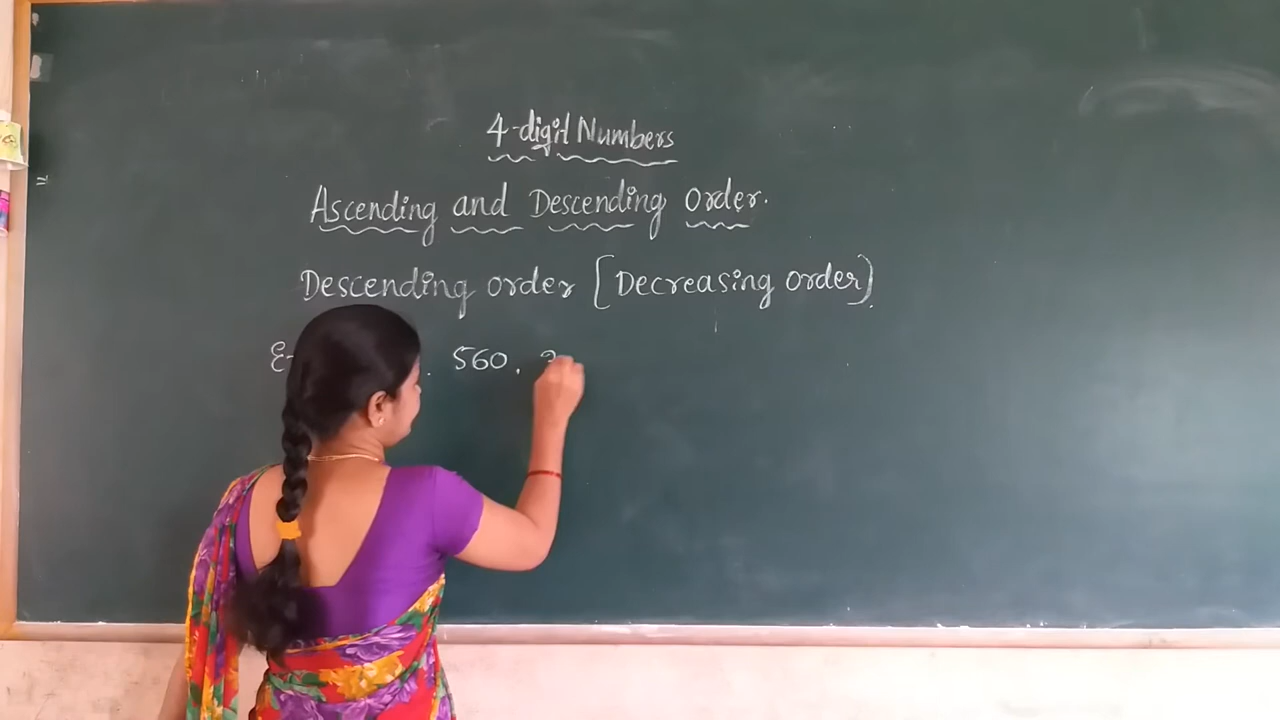 4-digit Numbers
Ascending and Descending Order.
Descending order [Decreasing order]
560,